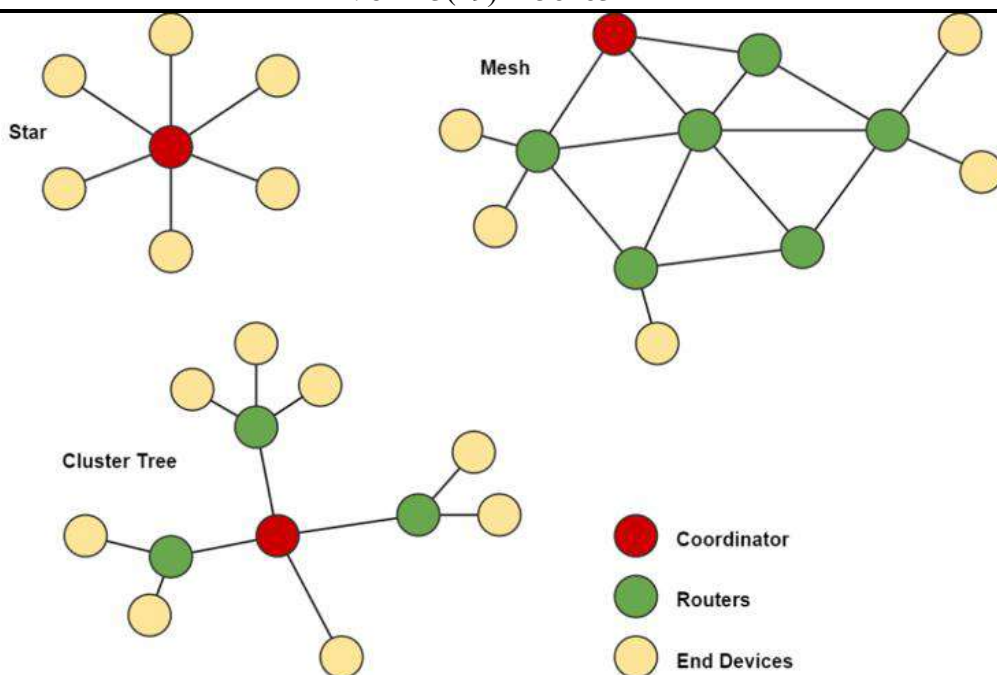 Star
Mesh
Cluster Tree
Coordinator
Routers
End Devices